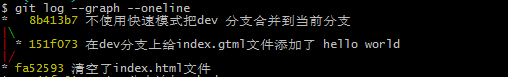 $ git log --graph --oneline
*   8b413b7 不使用快速模式把dev 分支合并到当前分支
|\
| * 151f073 在dev分支上给index.gtml文件添加了 hello world
|/
* fa52593 清空了index.html文件